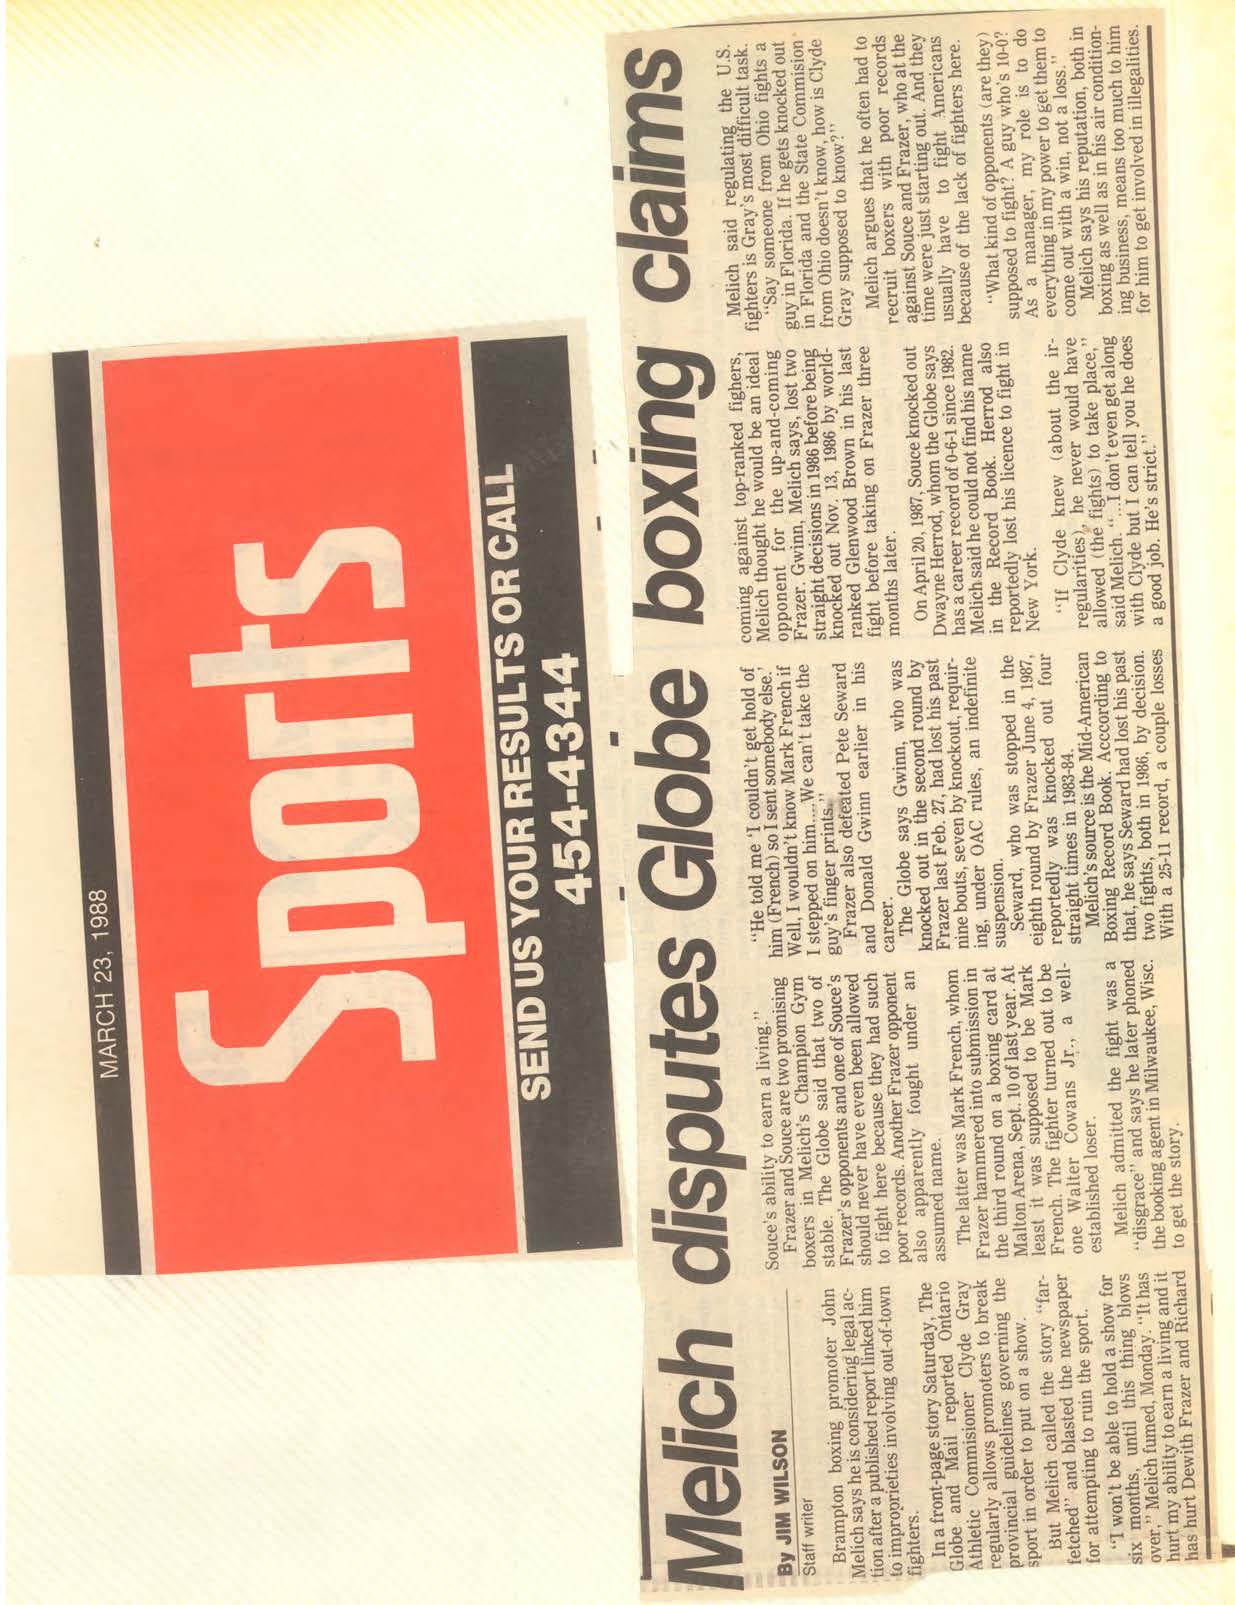 MARCH 23, 1988
Sports
SEND US YOUR RESULTS OR CALL
454-4344
Melich disputes Globe boxing claims
By JIM WILSON
Staff writer
Brampton boxing promoter John
Melich says he is considering legal ac-
tion after a published report linked him
to improprieties involving out-of-town
fighters.
In a front-page story Saturday, The
Globe and Mail reported Ontario
Athletic Commisioner Clyde Gray
regularly allows promoters to break
provincial guidelines governing the
sport in order to put on a show.
But Melich called the story "far-
fetched" and blasted the newspaper
for attempting to ruin the sport.
"I won't be able to hold a show for
six months, until this thing blows
over," Melich fumed, Monday. "It has
hurt my ability to earn a living and it
has hurt Dewith Frazer and Richard
Souce's ability to earn a living."
Frazer and Souce are two promising
boxers in Melich's Champion Gym
stable. The Globe said that two of
Frazer's opponents and one of Souce's
should never have even been allowed
to fight here because they had such
poor records. Another Frazer opponent
also apparently fought under an
assumed name.
The latter was Mark French, whom
Frazer hammered into submission in
the third round on a boxing card at
Malton Arena, Sept. 10 of last year. At
least it was supposed to be Mark
French. The fighter turned out to be
one Walter Cowans Jr., a well-
established loser.
Melich admitted the fight was a
"disgrace" and says he later phoned
the booking agent in Milwaukee, Wisc.
to get the story.
"He told me 'I couldn't get hold of
him (French) so I sent somebody else.'
Well, I wouldn't know Mark French if
I stepped on him.... We can't take the
guy's finger prints."
Frazer also defeated Pete Seward
and Donald Gwinn earlier in his
career.
The Globe says Gwinn, who was
knocked out in the second round by
Frazer last Feb. 27, had lost his past
nine bouts, seven by knockout, requir-
ing, under OAC rules, an indefinite
suspension.
Seward, who was stopped in the
eighth round by Frazer June 4, 1987,
reportedly was knocked out four
straight times in 1983-84.
Melich's source is the Mid-American
Boxing Record Book. Acccording to
that, he says Seward had lost his past
two fights, both in 1986, by decision.
With a 25-11 record, a couple losses
coming against top-ranked fighers,
Melich thought he would be an ideal
opponent for the up-and-coming
Frazer. Gwinn, Melich says, lost two
straight decisions in 1986 before being
knocked out Nov. 13, 1986 by world-
ranked Glenwood Brown in his last
fight before taking on Frazer three
months later.
On April 20, 1987, Souce knocked out
Dwayne Herrod, whom the Globe says
has a career record of 0-6-1 since 1982.
Melich said he could not find his name
in the Record Book. Herrod also
reportedly lost his licence to fight in
New York.
"If Clyde knew (about the ir-
regularities), he never would have
allowed (the fights) to take place,"
said Melich. "...I don't even get along
with Clyde but I can tell you he does
a good job. He's strict."
Melich said regulating the U.S.
fighters is Gray's most difficult task.
"Say someone from Ohio fights a
guy in Florida. If he gets knocked out
in Florida and the State Commision
from Ohio doesn't know, how is Clyde
Gray supposed to know?"
Melich argues that he often had to
recruit boxers with poor records
against Souce and Frazer, who at the
time were just starting out. And they
usually have to fight Americans
because of the lack of fighters here.
"What kind of opponents (are they)
supposed to fight? A guy who's 10-0?
As a manager, my role is to do
everything in my power to get them to
come out with a win, not a loss."
Melich says his reputation, both in
boxing as well as in his air condition-
ing business, means too much to him
for him to get involved in illegalities.